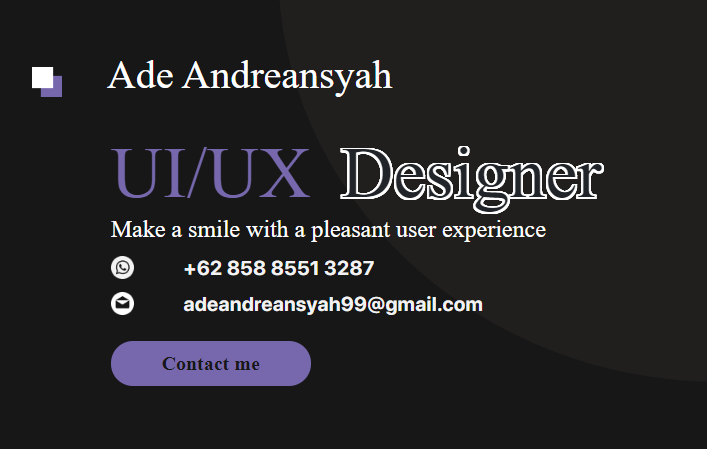 Ade Andreansyah
UI/UX Designer
Make a smile with a pleasant user experience
+62 858 8551 3287
adeandreansyah99@gmail.com
Contact me